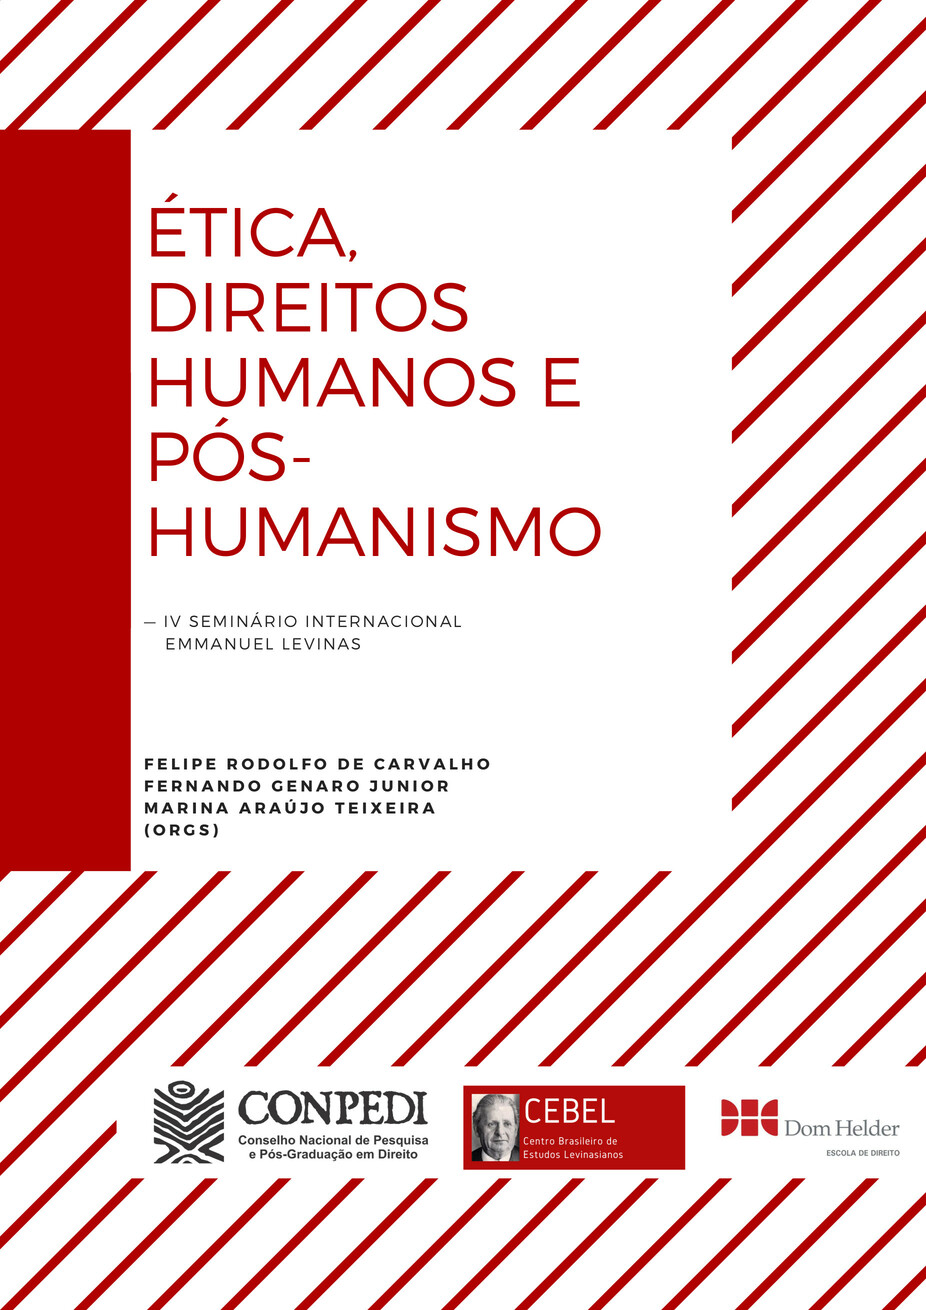 ÉTICA,
DIREITOS
HUMANOS E
PÓS-
HUMANISMO
— IV SEMINÁRIO INTERNACIONAL
EMMANUEL LEVINAS
FELIPE RODOLFO DE CARVALHO
FERNANDO GENARO JUNIOR
MARINA ARAÚJO TEIXEIRA
(ORGS)
CONPEDI
Conselho Nacional de Pesquisa
e Pós-Graduação em Direito
CEBEL
Centro Brasileiro de
Estudos Levinasianos
Dom Helder
ESCOLA DE DIREITO